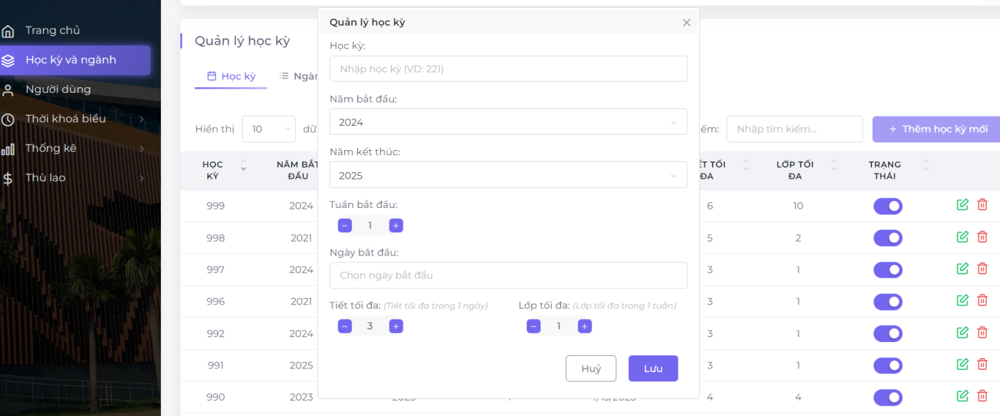 Trang chủ
Học kỳ và ngành
Người dùng
Thời khoá biểu
Thống kê
Thù lao
Quản lý học kỳ
Học kỳ
Hiển thị 10
Nhập tìm kiếm...
+ Thêm học kỳ mới
HỌC KỲ
NĂM BẮT ĐẦU
TỐI ĐA
LỚP TỐI ĐA
TRẠNG THÁI
999 2024 6 10
998 2021 5 2
997 2024 3 1
996 2021 3 1
992 2024 3 1
991 2025 3 1
990 2023 4 4
Quản lý học kỳ
Học kỳ:
Nhập học kỳ (VD: 221)
Năm bắt đầu:
2024
Năm kết thúc:
2025
Tuần bắt đầu:
- 1 +
Ngày bắt đầu:
Chọn ngày bắt đầu
Tiết tối đa: (Tiết tối đa trong 1 ngày)
- 3 +
Lớp tối đa: (Lớp tối đa trong 1 tuần)
- 1 +
Huỷ
Lưu